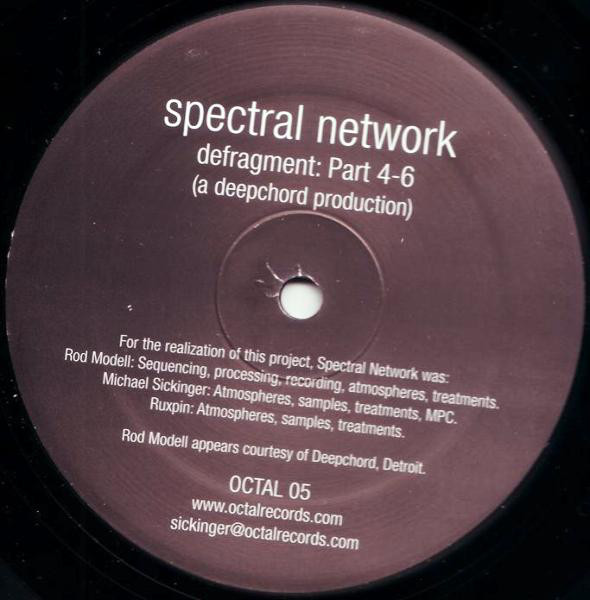 spectral network
defragment: Part 4-6
(a deepchord production)
For the realization of this project, Spectral Network was:
Rod Modell: Sequencing, processing, recording, atmospheres, treatments.
Michael Sickinger: Atmospheres, samples, treatments, MPC.
Ruxpin: Atmospheres, samples, treatments.
Rod Modell appears courtesy of Deepchord, Detroit.
OCTAL 05
www.octalrecords.com
sickinger@octalrecords.com